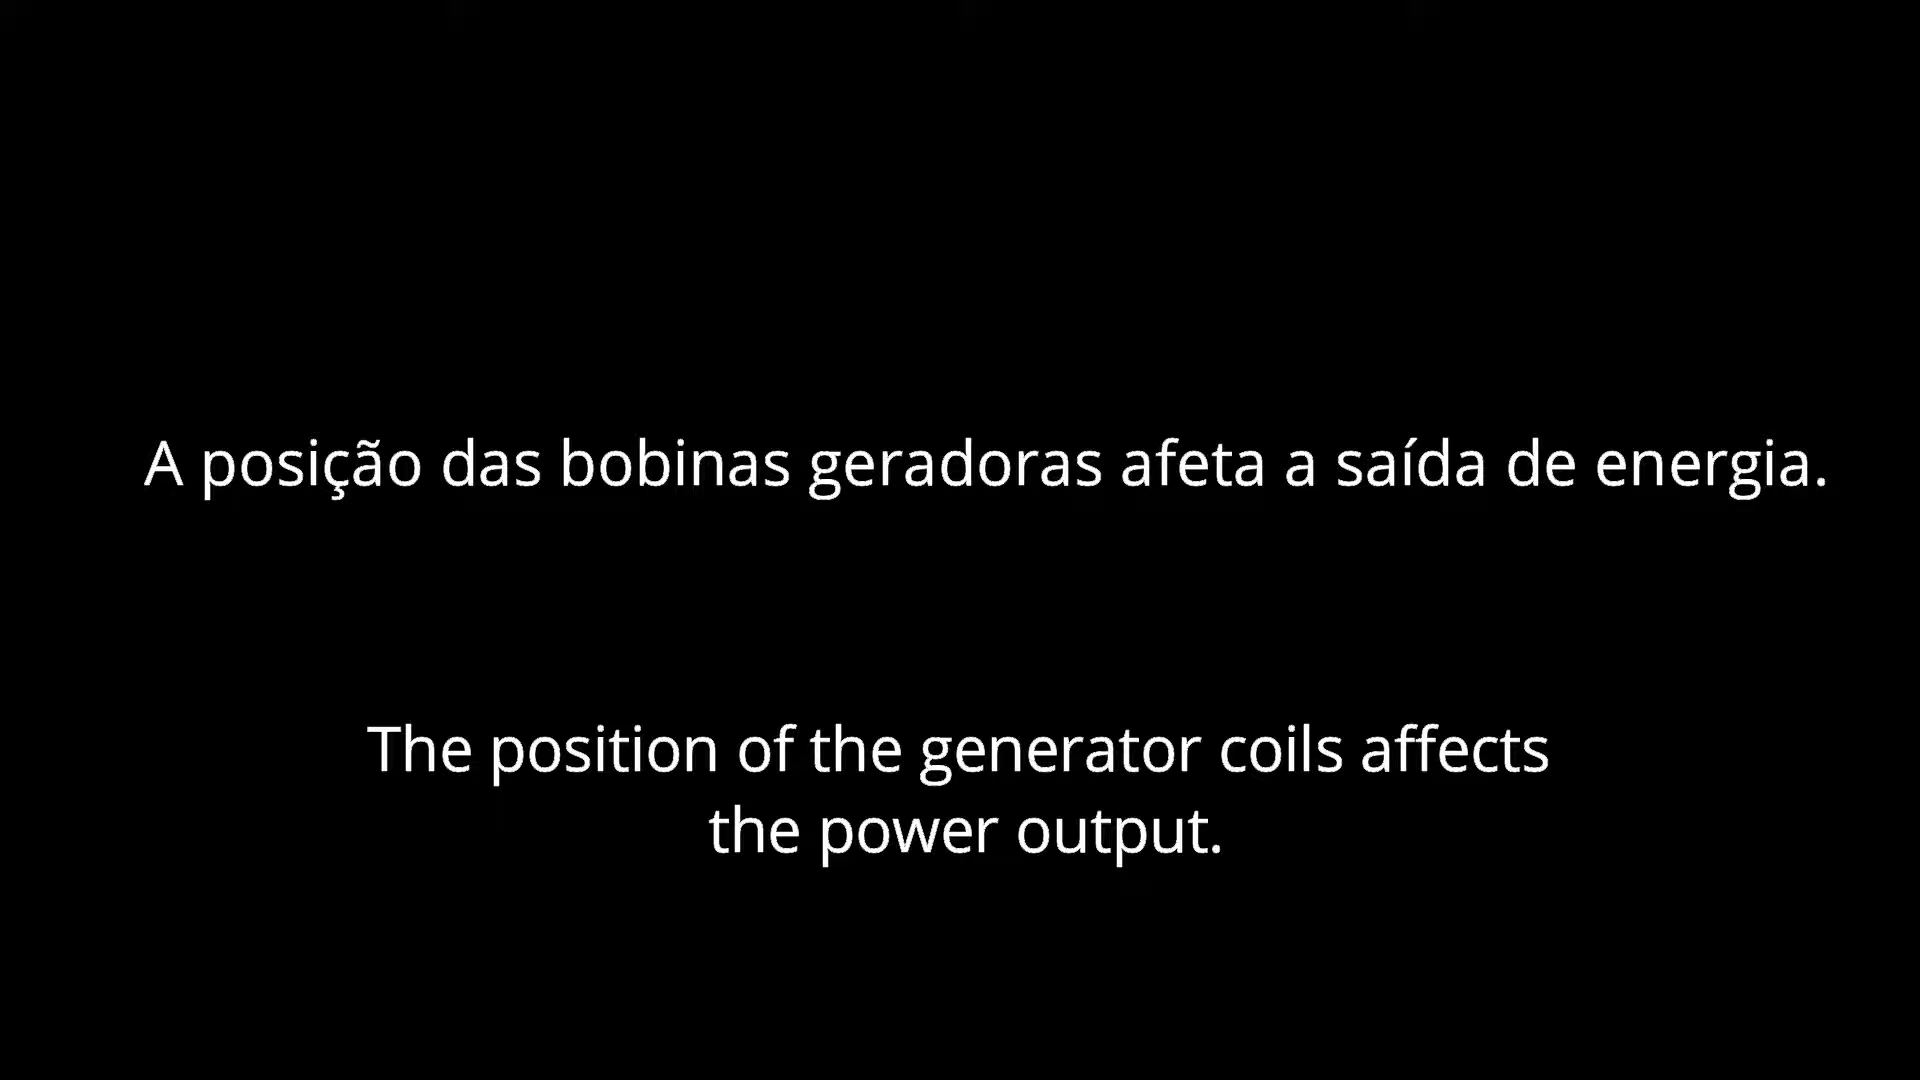 A posição das bobinas geradoras afeta a saída de energia.
The position of the generator coils affects
the power output.